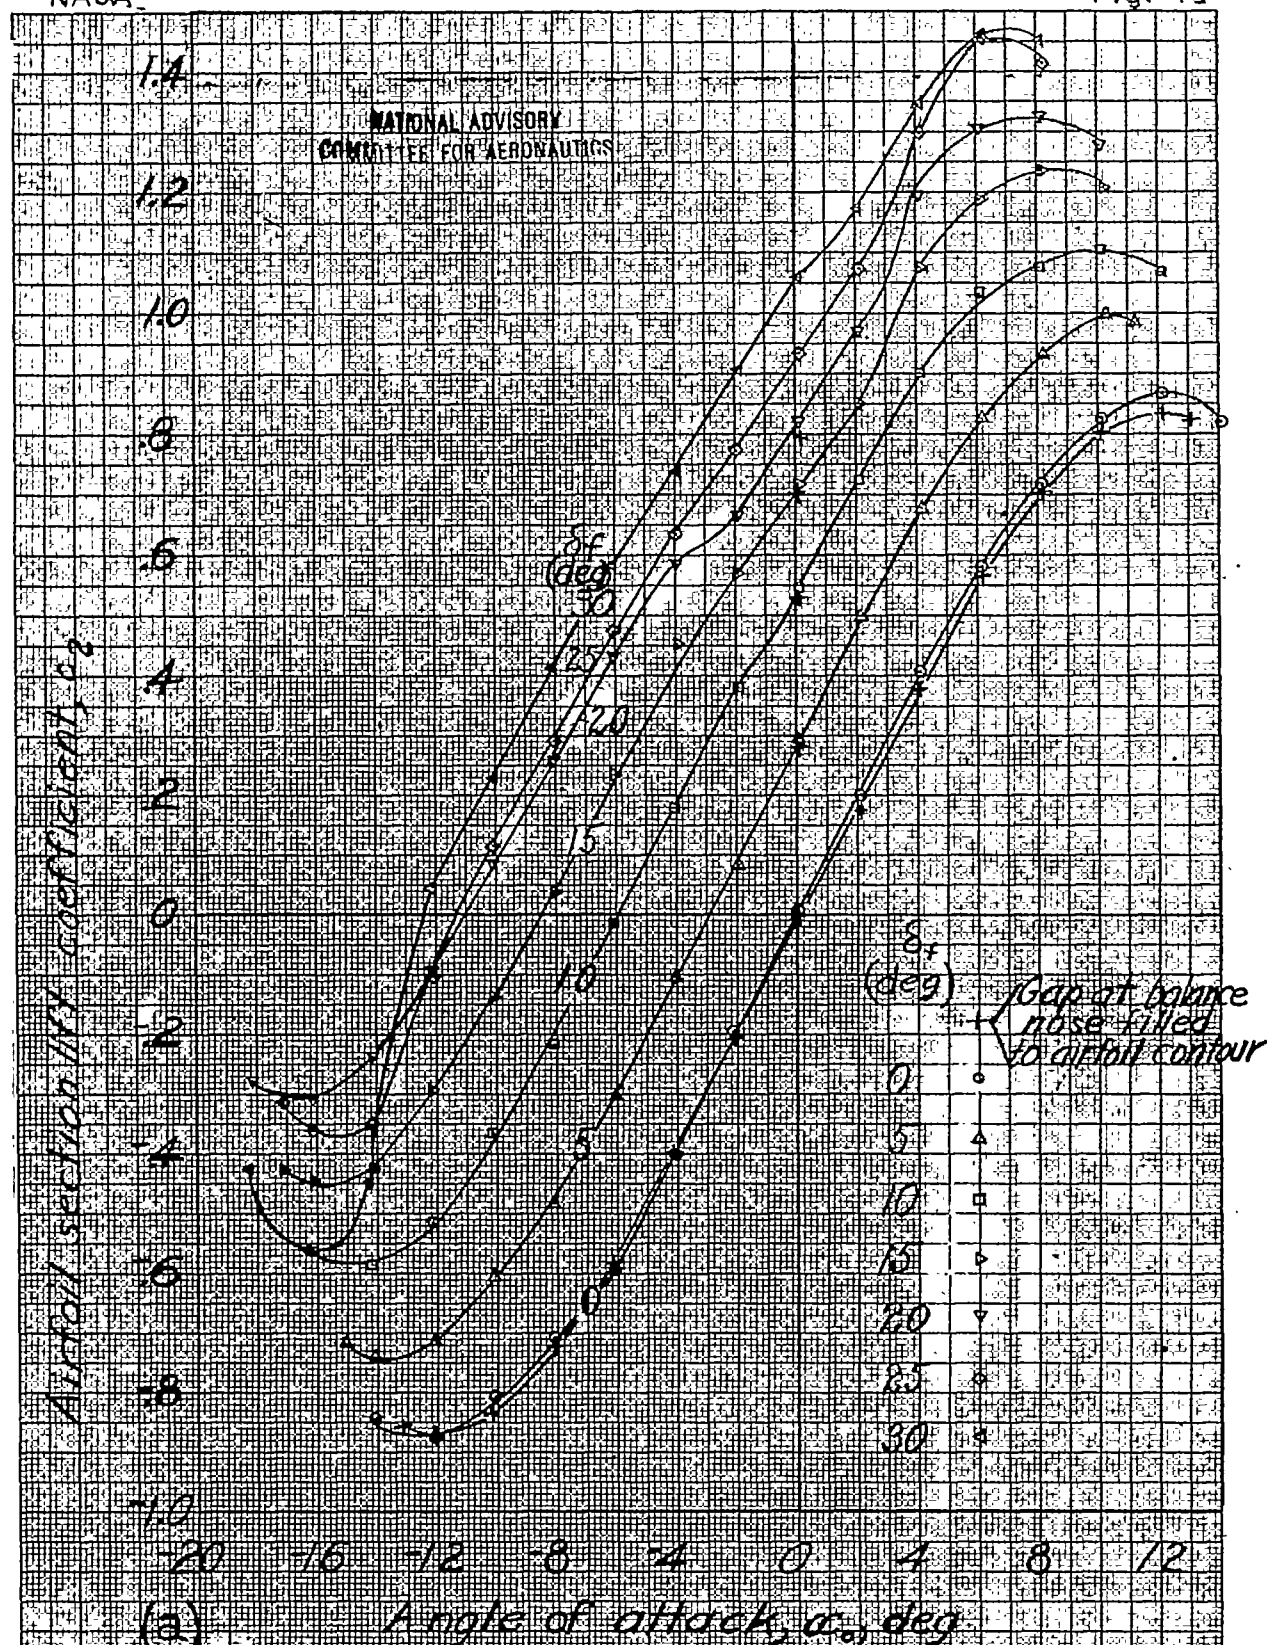 NACA
1.4
NATIONAL ADVISORY
COMMITTEE FOR AERONAUTICS
1.2
1.0
.8
.6
.4
.2
0
-.2
-.4
-.6
-.8
-1.0
Airfoil section lift coefficient, c_l
δf
(deg)
30
25
20
15
10
5
0
δf
(deg)
Gap at balance
nose filled
to airfoil contour
0
5
10
15
20
25
30
-20 -16 -12 -8 -4 0 4 8 12
Angle of attack, α₀, deg
(a)